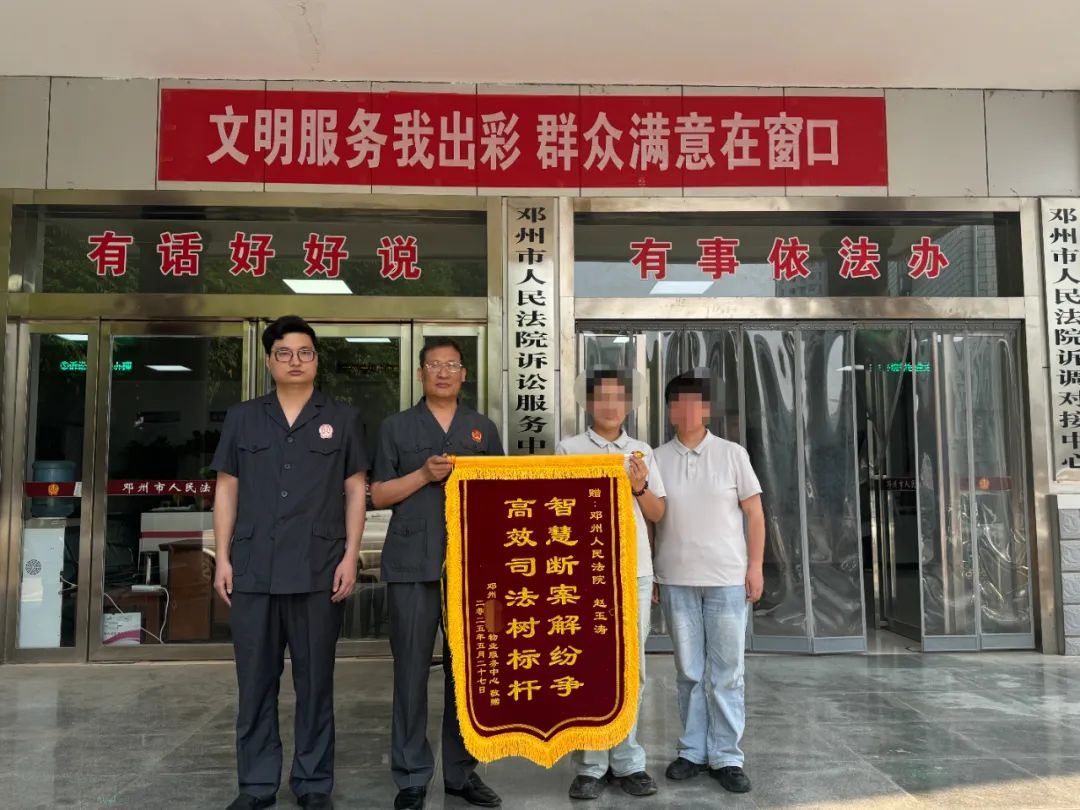 文明服务我出彩 群众满意在窗口
有话好好说
有事依法办
邓州市人民法院诉讼服务中
邓州市人民法院诉调对接中心
邓州市人民法
赠：邓州人民法院 赵玉涛
智慧断案解纷争
高效司法树标杆
邓州 物业服务中心 敬赠
二零二五年五月二十七日